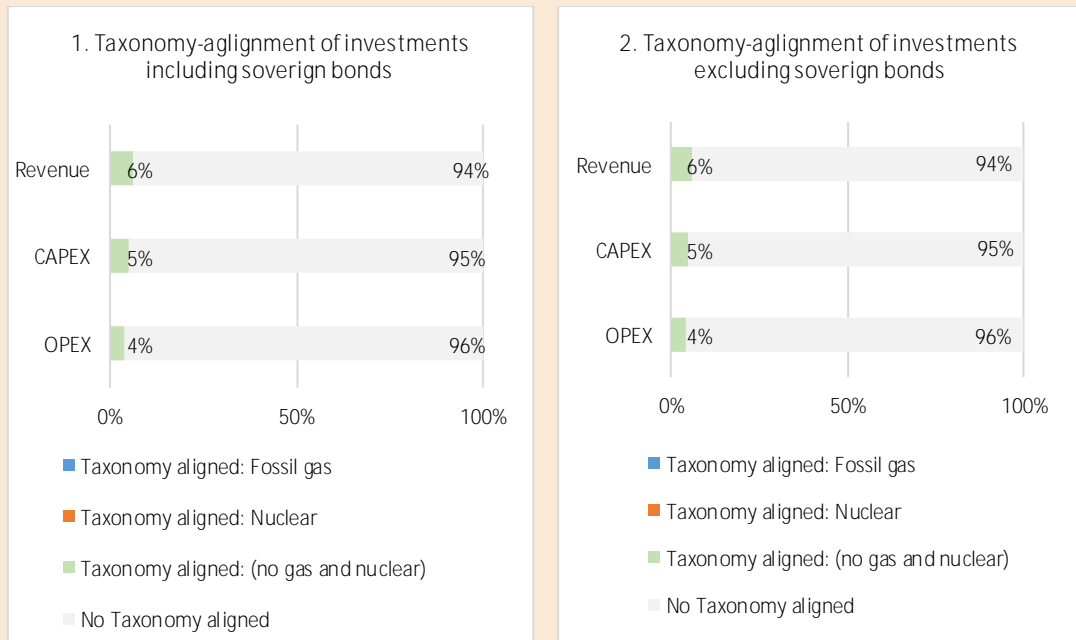 1. Taxonomy-aglignment of investments
including soverign bonds
Revenue
6%
94%
CAPEX
5%
95%
OPEX
4%
96%
0%
50%
100%
Taxonomy aligned: Fossil gas
Taxonomy aligned: Nuclear
Taxonomy aligned: (no gas and nuclear)
No Taxonomy aligned
2. Taxonomy-aglignment of investments
excluding soverign bonds
Revenue
6%
94%
CAPEX
5%
95%
OPEX
4%
96%
0%
50%
100%
Taxonomy aligned: Fossil gas
Taxonomy aligned: Nuclear
Taxonomy aligned: (no gas and nuclear)
No Taxonomy aligned